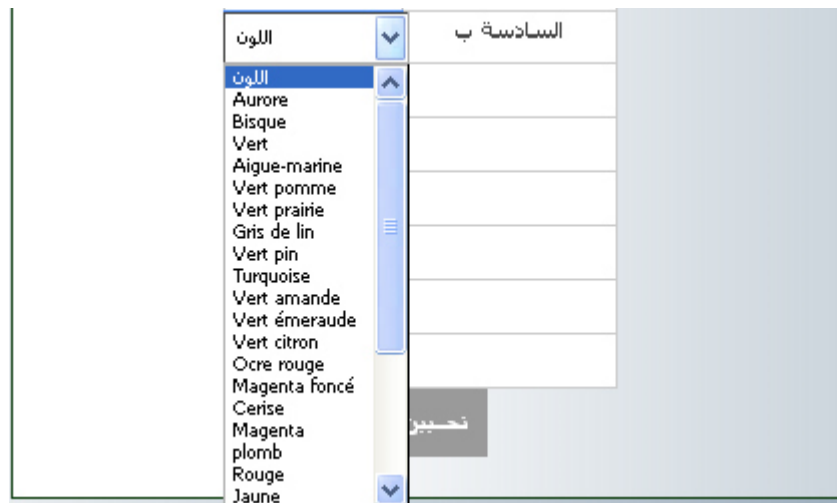 السادسة ب
اللون
اللون
Aurore
Bisque
Vert
Aigue-marine
Vert pomme
Vert prairie
Gris de lin
Vert pin
Turquoise
Vert amande
Vert émeraude
Vert citron
Ocre rouge
Magenta foncé
Cerise
Magenta
plomb
Rouge
Jaune